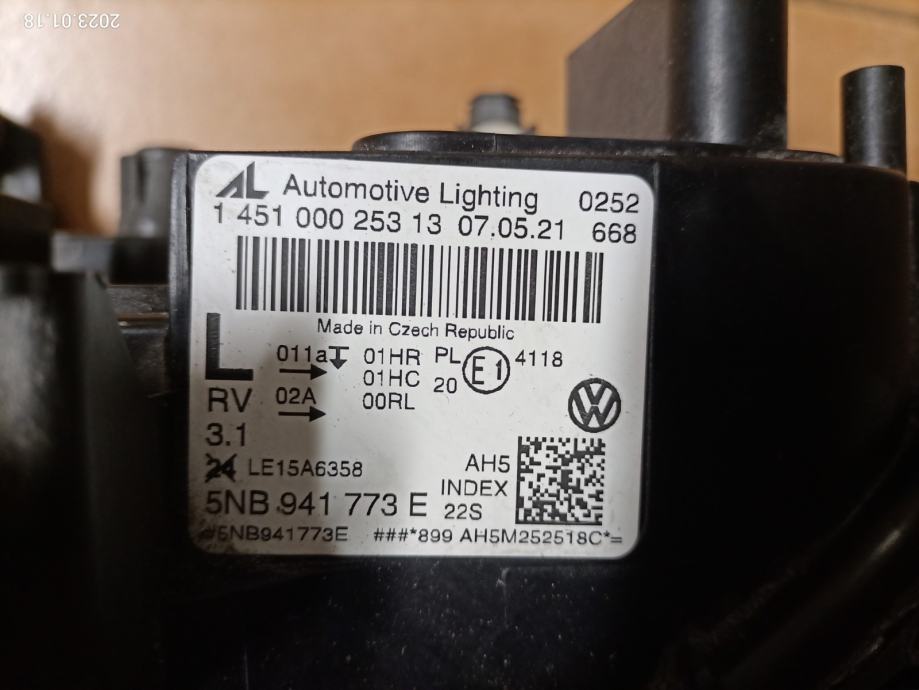 2023.01.18
AL Automotive Lighting 0252
1 451 000 253 13 07.05.21 668
Made in Czech Republic
L 011a 01HR PL E1 4118
01HC 20
RV 02A 00RL
3.1
24 LE15A6358 AH5
INDEX
5NB 941 773 E 22S
#5NB941773E ###*899 AH5M252518C*=